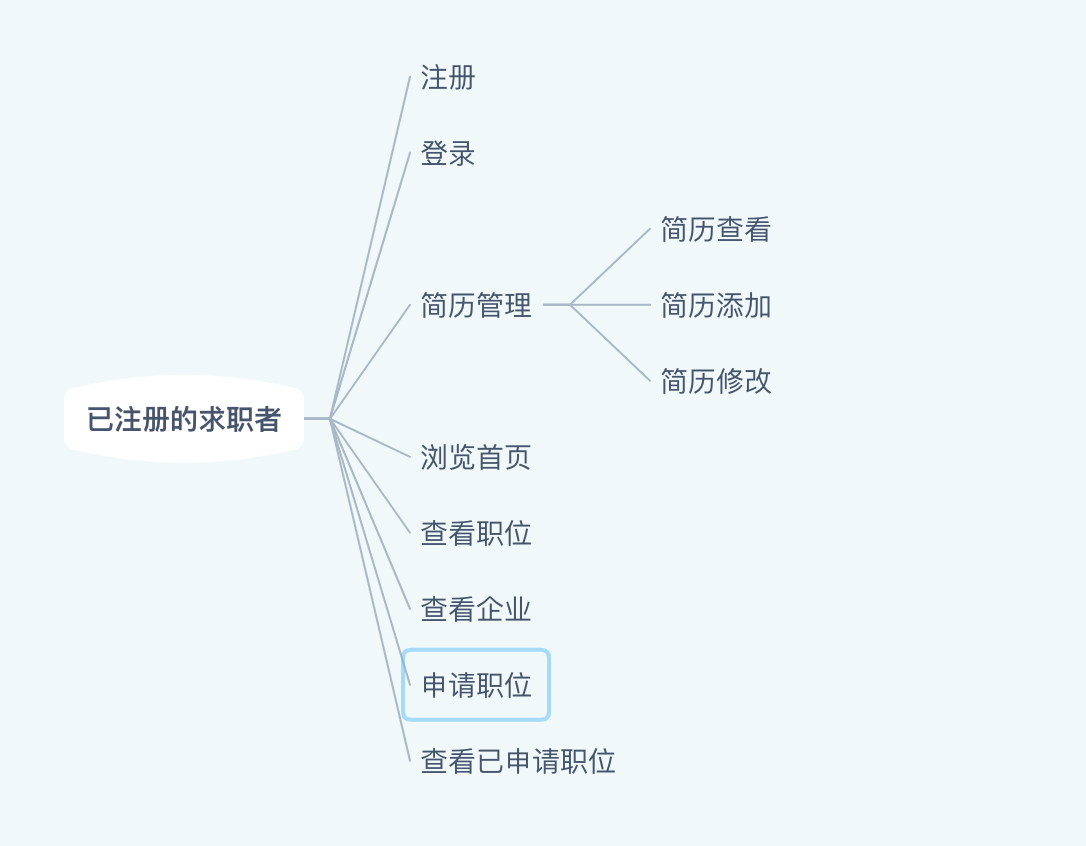 注册
登录
简历查看
简历管理
简历添加
简历修改
已注册的求职者
浏览首页
查看职位
查看企业
申请职位
查看已申请职位